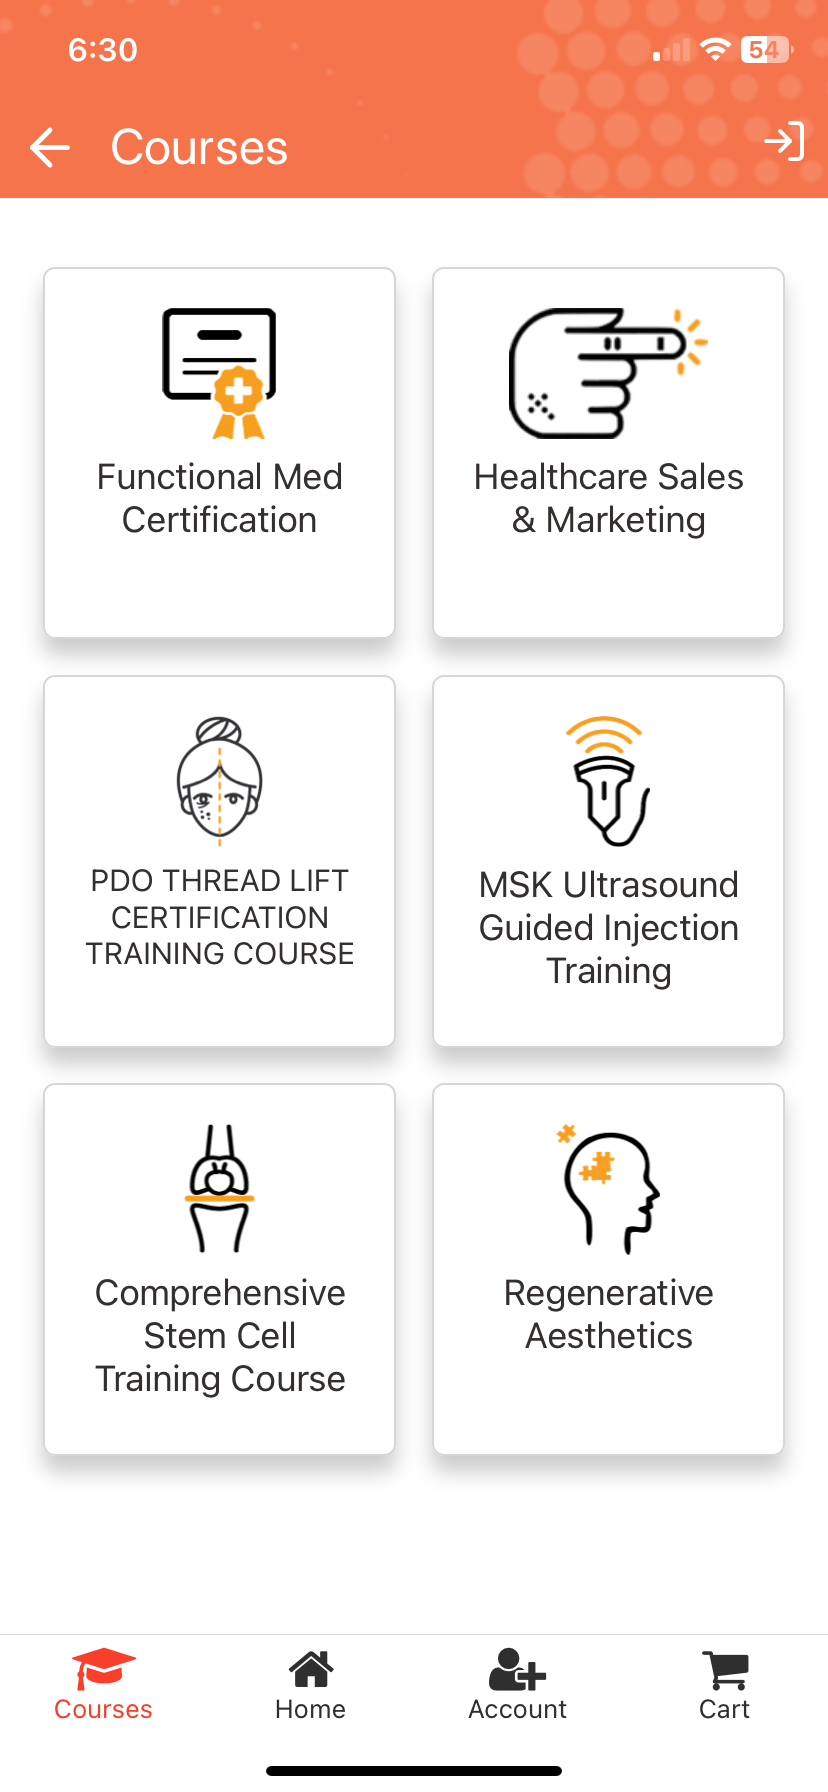 6:30
54
Courses
Functional Med
Certification
Healthcare Sales
& Marketing
PDO THREAD LIFT
CERTIFICATION
TRAINING COURSE
MSK Ultrasound
Guided Injection
Training
Comprehensive
Stem Cell
Training Course
Regenerative
Aesthetics
Courses
Home
Account
Cart